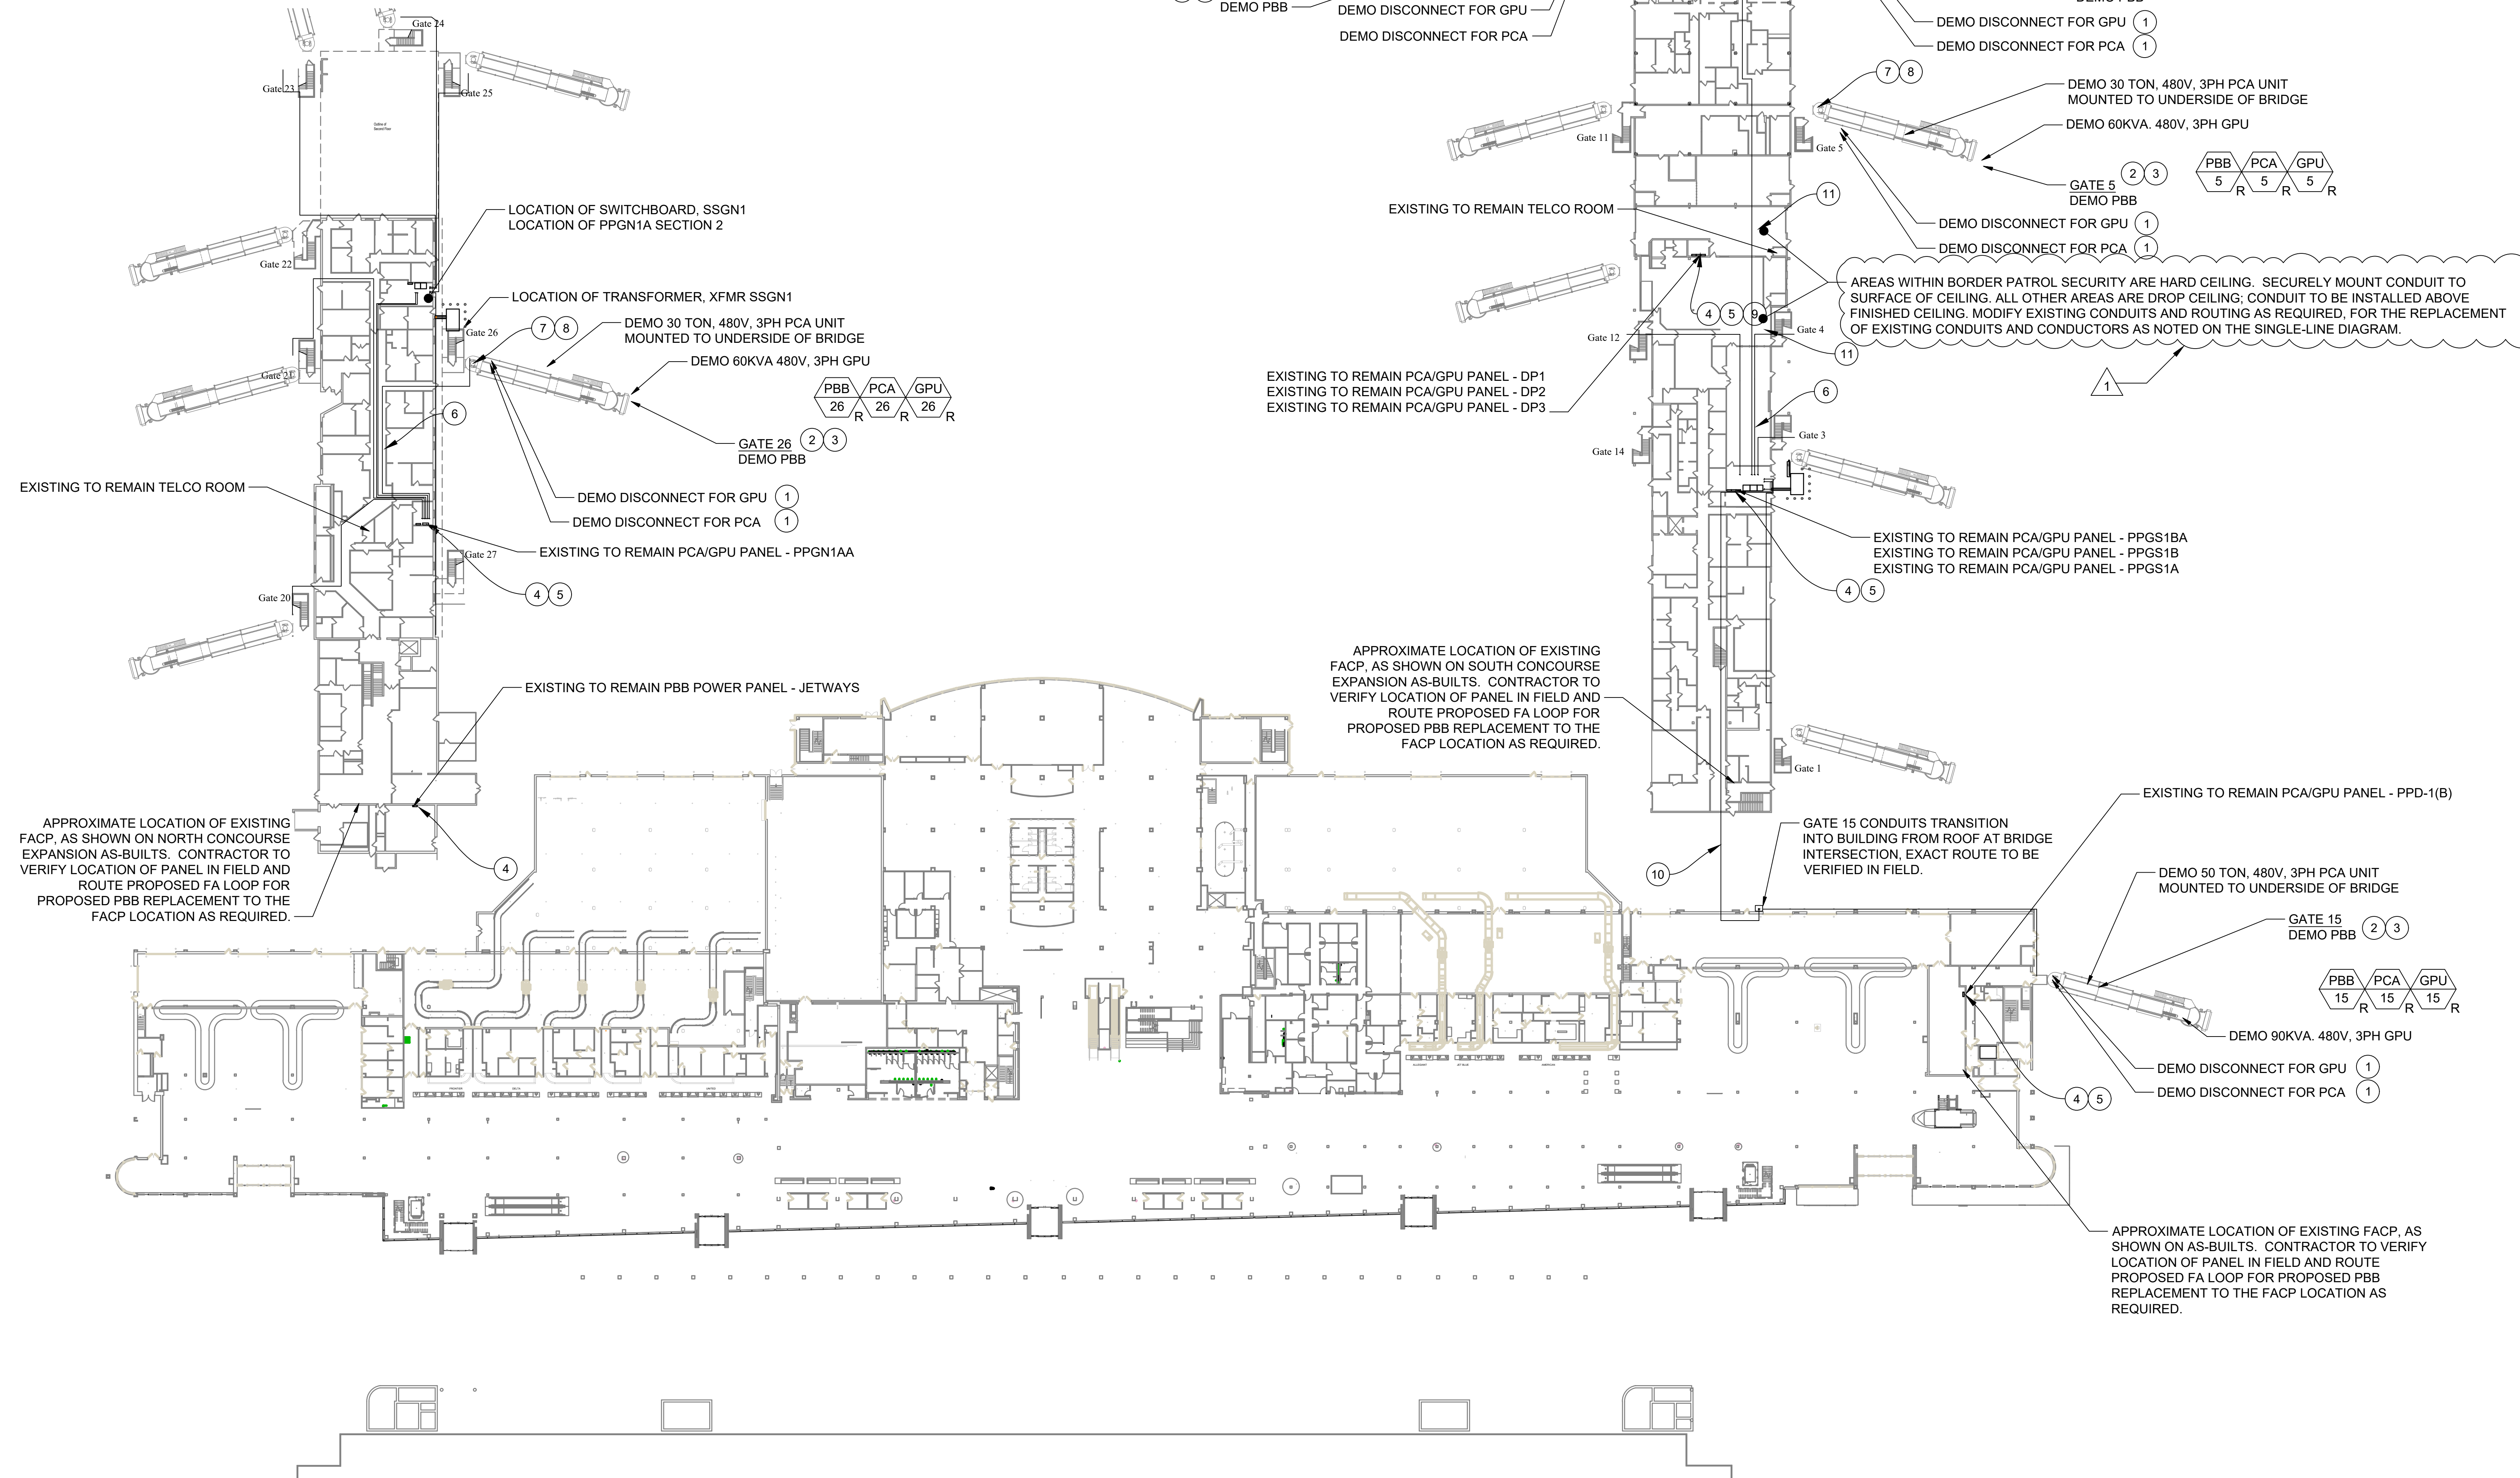 Gate 24
Gate 23
Gate 25
Outline of
Second Floor
Gate 22
LOCATION OF SWITCHBOARD, SSGN1
LOCATION OF PPGN1A SECTION 2
LOCATION OF TRANSFORMER, XFMR SSGN1
Gate 26
7 8
DEMO 30 TON, 480V, 3PH PCA UNIT
MOUNTED TO UNDERSIDE OF BRIDGE
DEMO 60KVA 480V, 3PH GPU
PBB PCA GPU
26 26 26
R R R
Gate 21
6
GATE 26 2 3
DEMO PBB
EXISTING TO REMAIN TELCO ROOM
DEMO DISCONNECT FOR GPU 1
DEMO DISCONNECT FOR PCA 1
EXISTING TO REMAIN PCA/GPU PANEL - PPGN1AA
Gate 27
4 5
Gate 20
EXISTING TO REMAIN PBB POWER PANEL - JETWAYS
4
APPROXIMATE LOCATION OF EXISTING
FACP, AS SHOWN ON NORTH CONCOURSE
EXPANSION AS-BUILTS. CONTRACTOR TO
VERIFY LOCATION OF PANEL IN FIELD AND
ROUTE PROPOSED FA LOOP FOR
PROPOSED PBB REPLACEMENT TO THE
FACP LOCATION AS REQUIRED.
DEMO PBB
DEMO DISCONNECT FOR GPU
DEMO DISCONNECT FOR PCA
DEMO DISCONNECT FOR GPU 1
DEMO DISCONNECT FOR PCA 1
7 8
DEMO 30 TON, 480V, 3PH PCA UNIT
MOUNTED TO UNDERSIDE OF BRIDGE
DEMO 60KVA. 480V, 3PH GPU
PBB PCA GPU
5 5 5
R R R
GATE 5 2 3
DEMO PBB
Gate 11
Gate 5
11
EXISTING TO REMAIN TELCO ROOM
DEMO DISCONNECT FOR GPU 1
DEMO DISCONNECT FOR PCA 1
AREAS WITHIN BORDER PATROL SECURITY ARE HARD CEILING. SECURELY MOUNT CONDUIT TO
SURFACE OF CEILING. ALL OTHER AREAS ARE DROP CEILING; CONDUIT TO BE INSTALLED ABOVE
FINISHED CEILING. MODIFY EXISTING CONDUITS AND ROUTING AS REQUIRED, FOR THE REPLACEMENT
OF EXISTING CONDUITS AND CONDUCTORS AS NOTED ON THE SINGLE-LINE DIAGRAM.
1
4 5 9
Gate 4
Gate 12
11
EXISTING TO REMAIN PCA/GPU PANEL - DP1
EXISTING TO REMAIN PCA/GPU PANEL - DP2
EXISTING TO REMAIN PCA/GPU PANEL - DP3
6
Gate 3
Gate 14
EXISTING TO REMAIN PCA/GPU PANEL - PPGS1BA
EXISTING TO REMAIN PCA/GPU PANEL - PPGS1B
EXISTING TO REMAIN PCA/GPU PANEL - PPGS1A
4 5
APPROXIMATE LOCATION OF EXISTING
FACP, AS SHOWN ON SOUTH CONCOURSE
EXPANSION AS-BUILTS. CONTRACTOR TO
VERIFY LOCATION OF PANEL IN FIELD AND
ROUTE PROPOSED FA LOOP FOR
PROPOSED PBB REPLACEMENT TO THE
FACP LOCATION AS REQUIRED.
Gate 1
EXISTING TO REMAIN PCA/GPU PANEL - PPD-1(B)
GATE 15 CONDUITS TRANSITION
INTO BUILDING FROM ROOF AT BRIDGE
INTERSECTION, EXACT ROUTE TO BE
VERIFIED IN FIELD.
10
DEMO 50 TON, 480V, 3PH PCA UNIT
MOUNTED TO UNDERSIDE OF BRIDGE
GATE 15 2 3
DEMO PBB
PBB PCA GPU
15 15 15
R R R
DEMO 90KVA. 480V, 3PH GPU
DEMO DISCONNECT FOR GPU 1
DEMO DISCONNECT FOR PCA 1
4 5
FRONTIER
DELTA
UNITED
ALLEGIANT
JET BLUE
AMERICAN
APPROXIMATE LOCATION OF EXISTING FACP, AS
SHOWN ON AS-BUILTS. CONTRACTOR TO VERIFY
LOCATION OF PANEL IN FIELD AND ROUTE
PROPOSED FA LOOP FOR PROPOSED PBB
REPLACEMENT TO THE FACP LOCATION AS
REQUIRED.